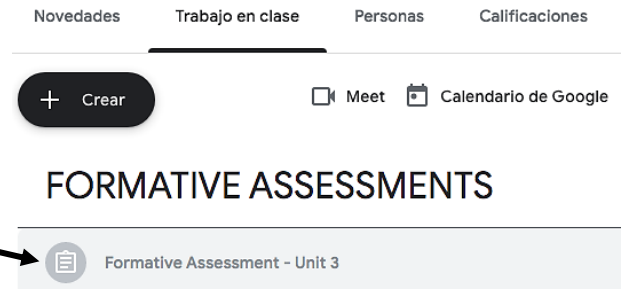 Novedades Trabajo en clase Personas Calificaciones
Crear Meet Calendario de Google
FORMATIVE ASSESSMENTS
Formative Assessment - Unit 3